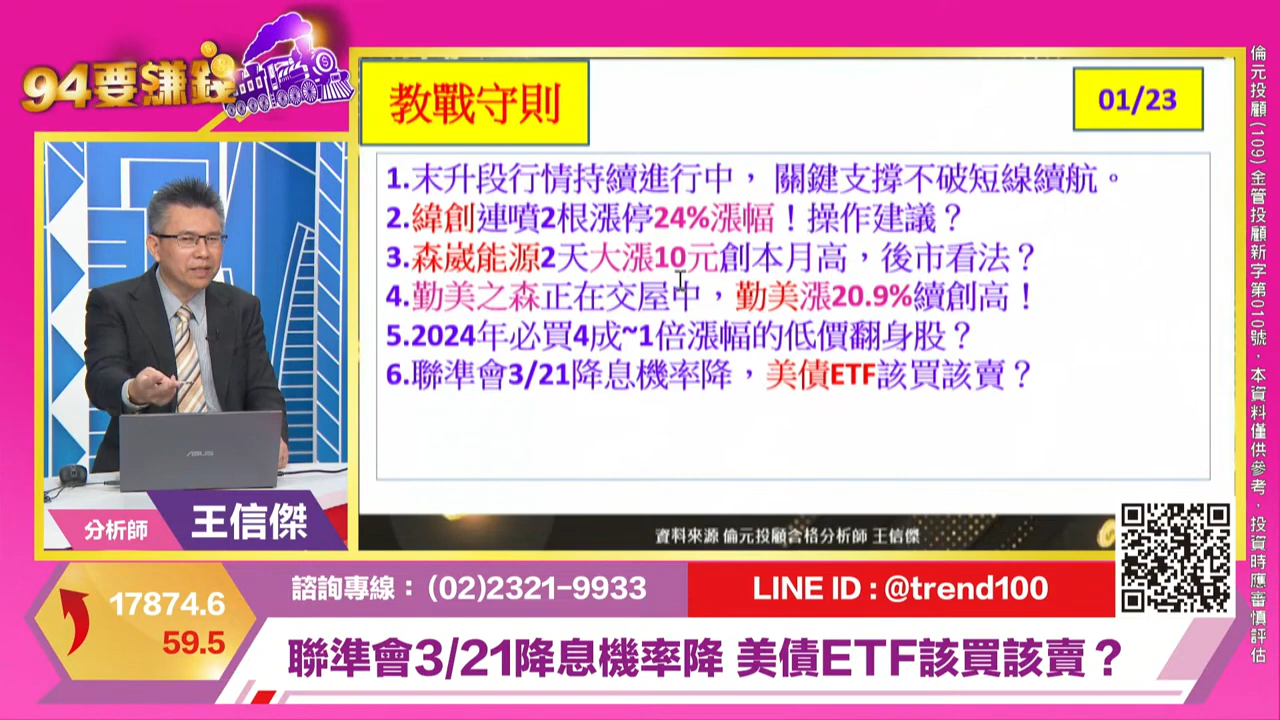 94要賺錢
教戰守則
01/23
1.末升段行情持續進行中，關鍵支撐不破短線續航。
2.緯創連噴2根漲停24%漲幅！操作建議？
3.森崴能源2天大漲10元創本月高，後市看法？
4.勤美之森正在交屋中，勤美漲20.9%續創高！
5.2024年必買4成~1倍漲幅的低價翻身股？
6.聯準會3/21降息機率降，美債ETF該買該賣？
ASUS
分析師 王信傑
資料來源 倫元投顧合格分析師 王信傑
諮詢專線：(02)2321-9933
LINE ID : @trend100
17874.6
59.5
聯準會3/21降息機率降 美債ETF該買該賣？
倫元投顧(109)金管投顧新字第010號．本資料僅供參考．投資時應審慎評估